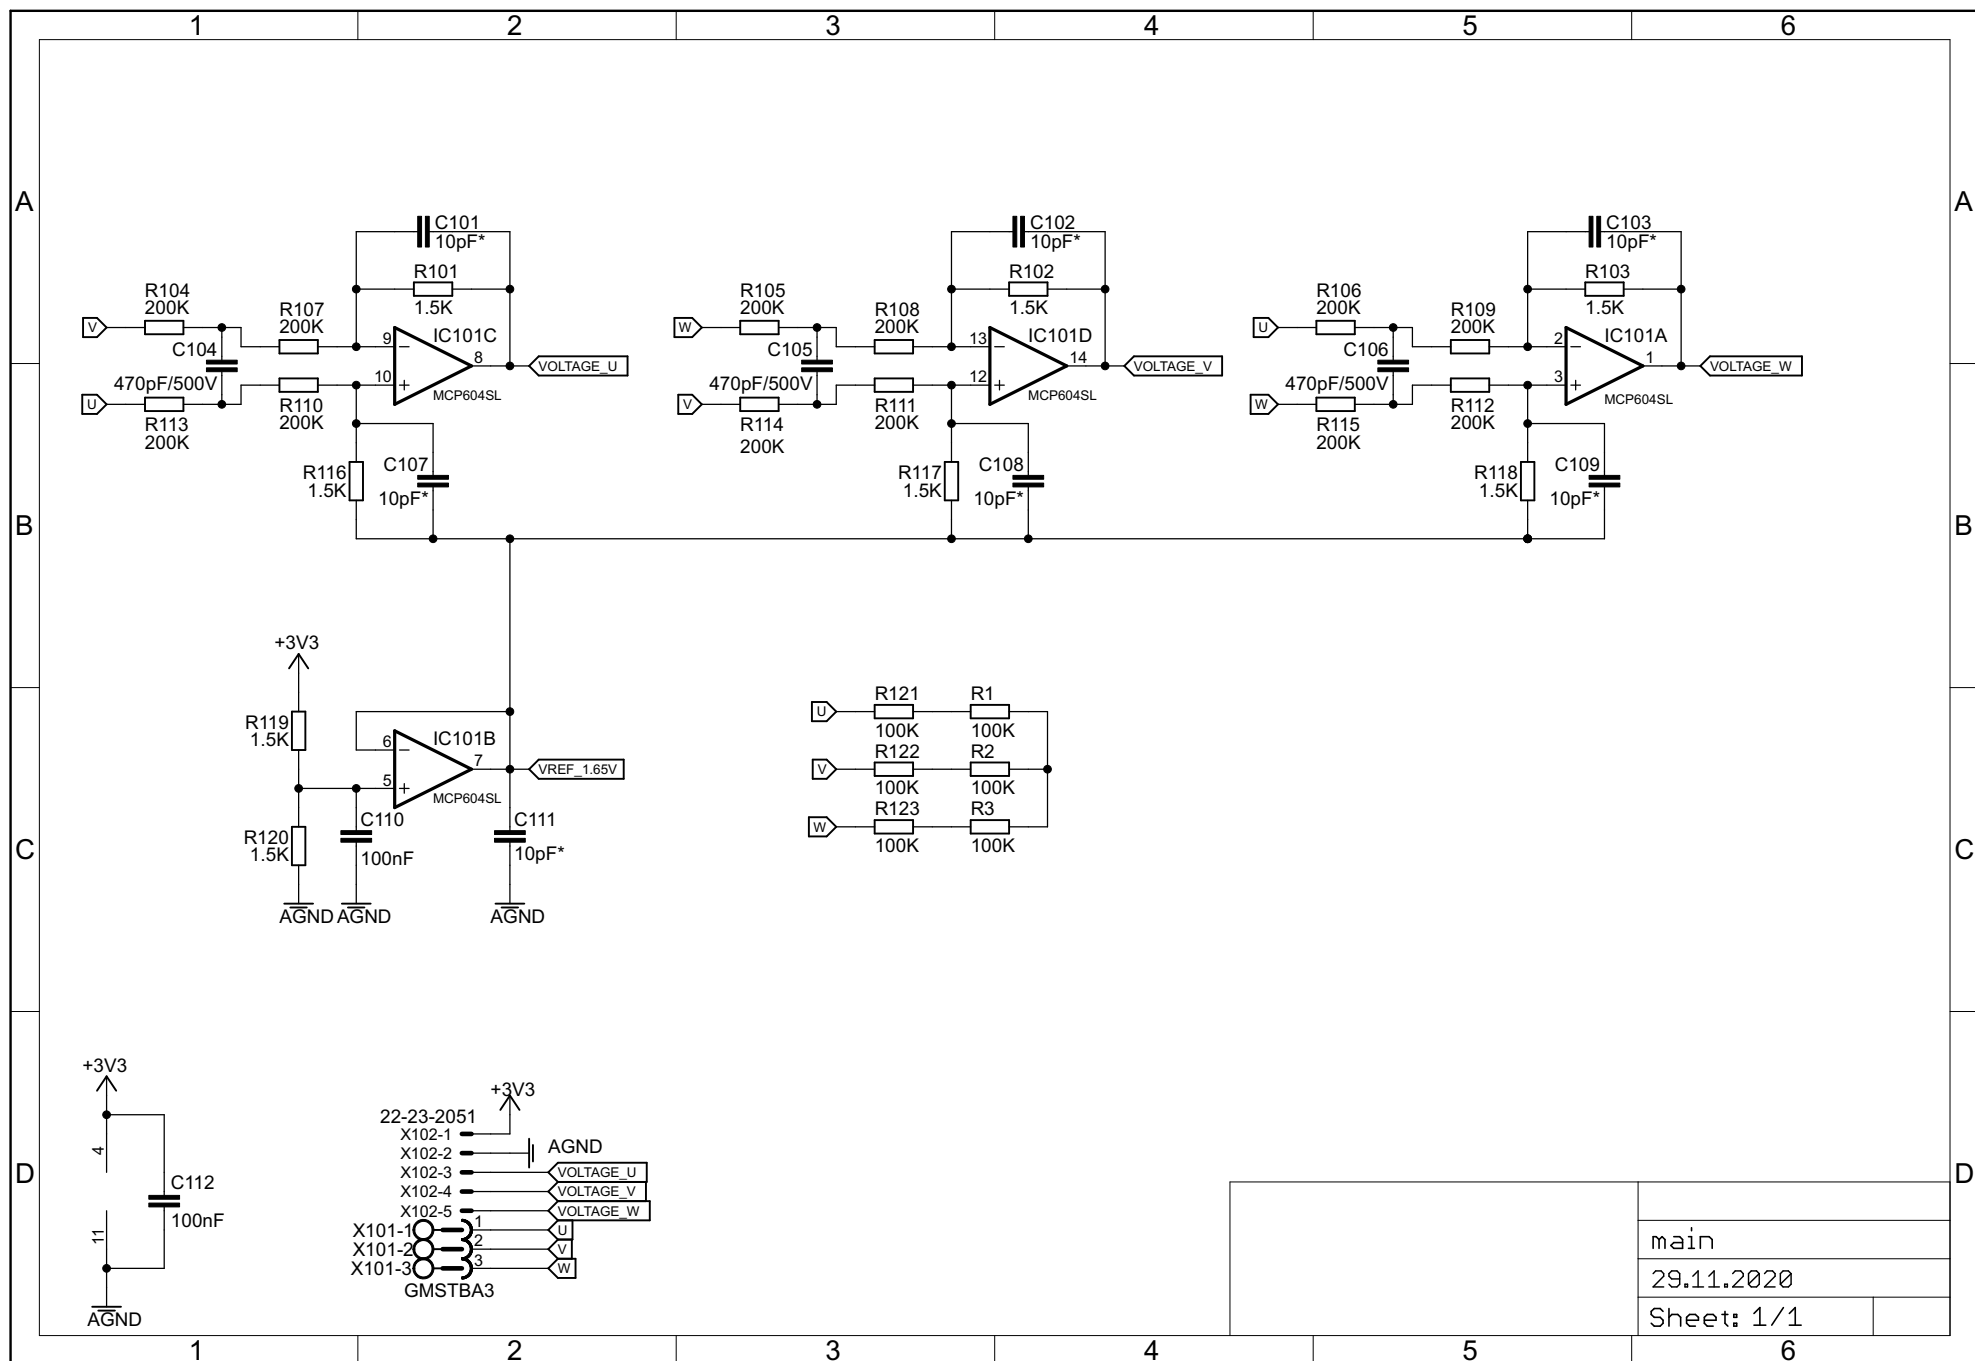 1 2 3 4 5 6
A A
C101
10pF*
R101
1.5K
R104
200K
R107
200K
V
C104
9
IC101C
8
VOLTAGE_U
10
MCP604SL
470pF/500V
U
R113
200K
R110
200K
R116
1.5K
C107
10pF*
C102
10pF*
R102
1.5K
R105
200K
R108
200K
W
C105
13
IC101D
14
VOLTAGE_V
12
MCP604SL
470pF/500V
V
R114
200K
R111
200K
R117
1.5K
C108
10pF*
C103
10pF*
R103
1.5K
R106
200K
R109
200K
U
C106
2
IC101A
1
VOLTAGE_W
3
MCP604SL
470pF/500V
W
R115
200K
R112
200K
R118
1.5K
C109
10pF*
B B
+3V3
R119
1.5K
6
IC101B
7
VREF_1.65V
5
MCP604SL
R120
1.5K
C110
100nF
C111
10pF*
AGND AGND AGND
U R121 R1
100K 100K
V R122 R2
100K 100K
W R123 R3
100K 100K
C C
+3V3
4
C112
100nF
11
AGND
+3V3
22-23-2051
X102-1
X102-2 AGND
X102-3 VOLTAGE_U
X102-4 VOLTAGE_V
X102-5 VOLTAGE_W
X101-1 1 U
X101-2 2 V
X101-3 3 W
GMSTBA3
D D
main
29.11.2020
Sheet: 1/1
1 2 3 4 5 6